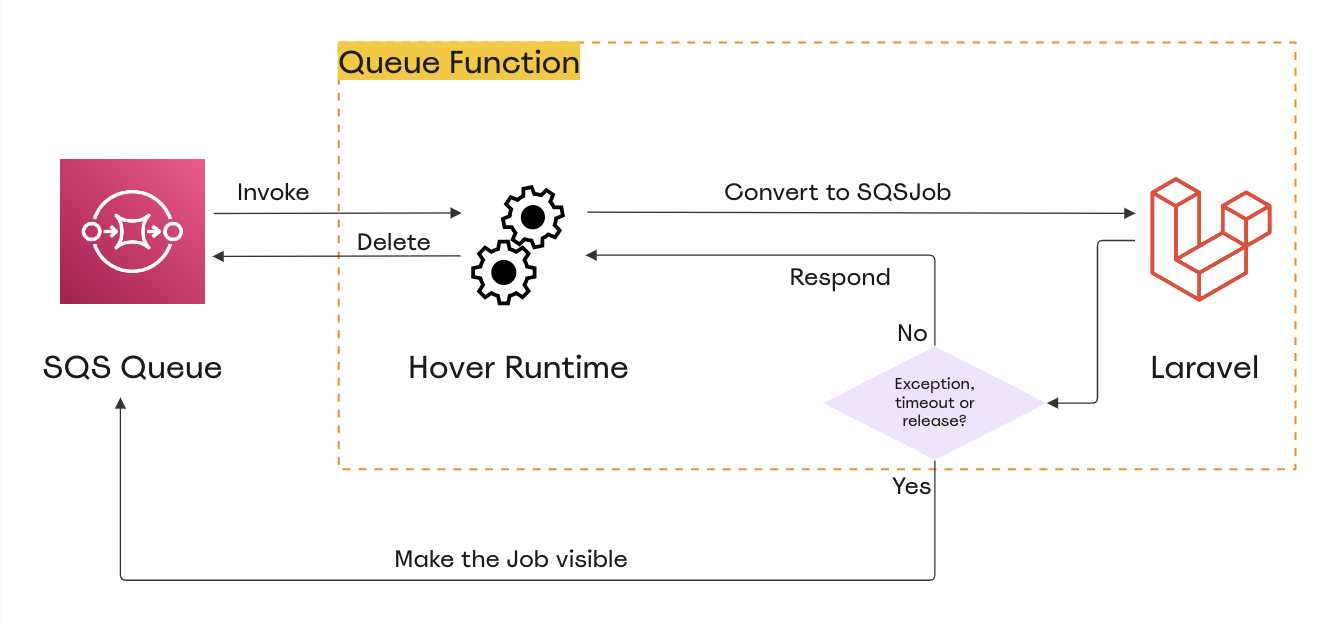 Queue Function
Invoke
Convert to SQSJob
Delete
Respond
No
SQS Queue
Hover Runtime
Laravel
Exception,
timeout or
release?
Yes
Make the Job visible